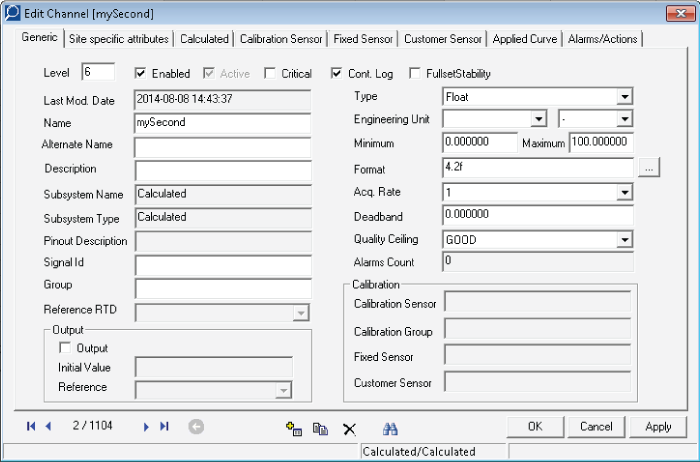 Edit Channel [mySecond]
Generic Site specific attributes Calculated Calibration Sensor Fixed Sensor Customer Sensor Applied Curve Alarms/Actions
Level 6 Enabled Active Critical Cont. Log FullsetStability
Last Mod. Date 2014-08-08 14:43:37
Name mySecond
Alternate Name
Description
Subsystem Name Calculated
Subsystem Type Calculated
Pinout Description
Signal Id
Group
Reference RTD
Output
Output
Initial Value
Reference
Type Float
Engineering Unit -
Minimum 0.000000 Maximum 100.000000
Format 4.2f ...
Acq. Rate 1
Deadband 0.000000
Quality Ceiling GOOD
Alarms Count 0
Calibration
Calibration Sensor
Calibration Group
Fixed Sensor
Customer Sensor
2 / 1104 OK Cancel Apply
Calculated/Calculated